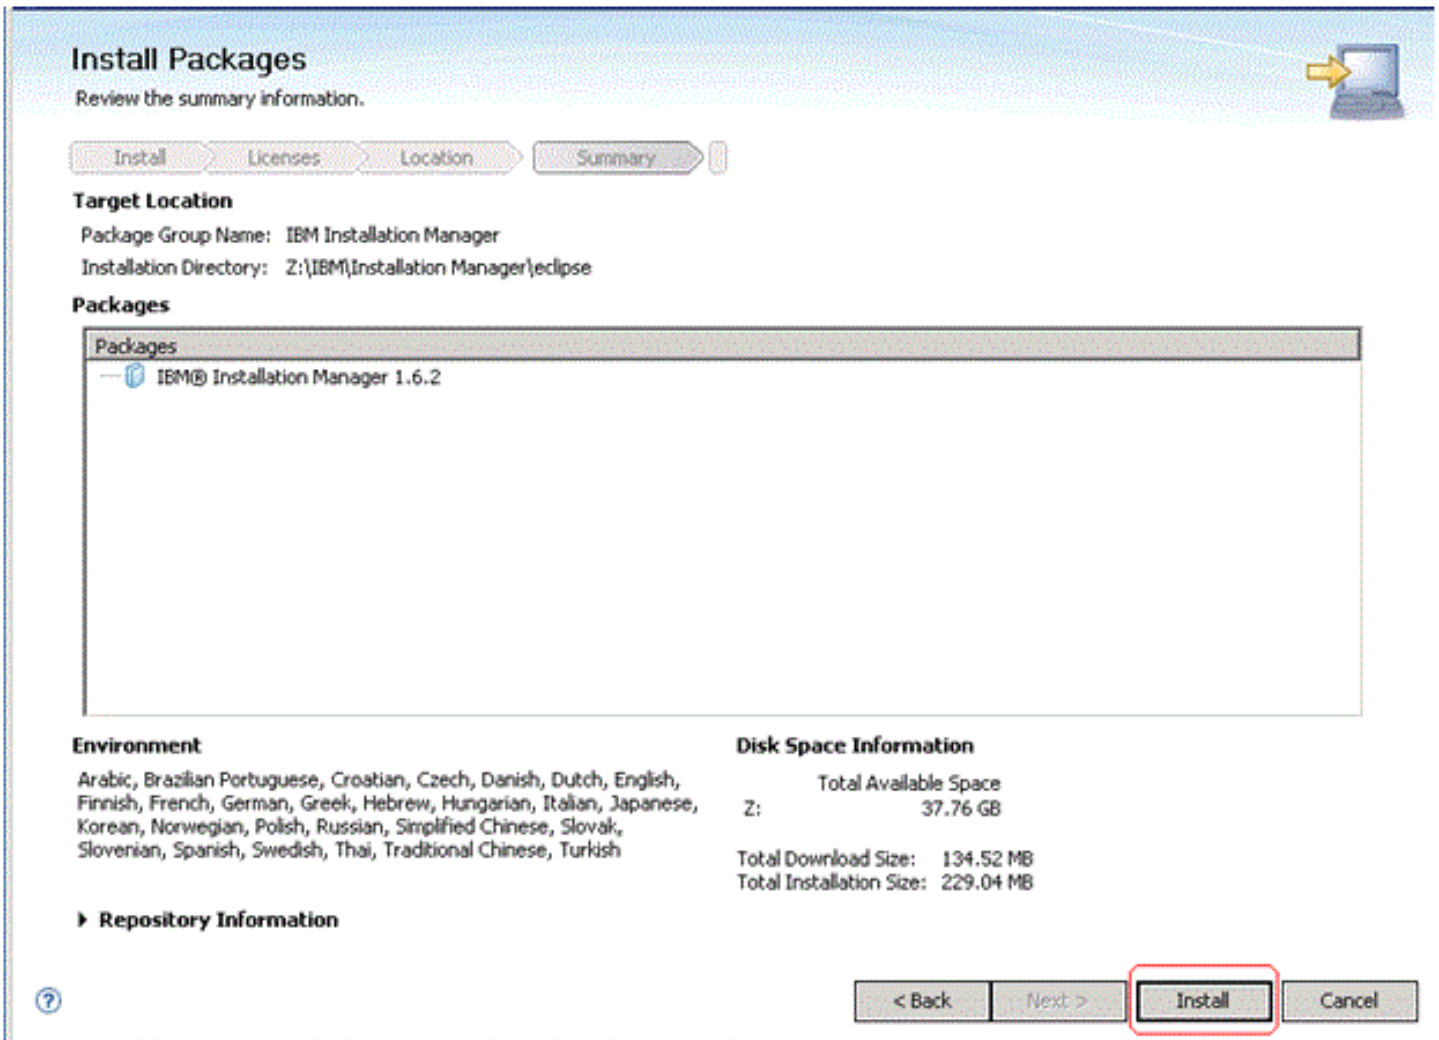 Install Packages
Review the summary information.
Install Licenses Location Summary
Target Location
Package Group Name: IBM Installation Manager
Installation Directory: Z:\IBM\Installation Manager\eclipse
Packages
Packages
IBM® Installation Manager 1.6.2
Environment
Arabic, Brazilian Portuguese, Croatian, Czech, Danish, Dutch, English,
Finnish, French, German, Greek, Hebrew, Hungarian, Italian, Japanese,
Korean, Norwegian, Polish, Russian, Simplified Chinese, Slovak,
Slovenian, Spanish, Swedish, Thai, Traditional Chinese, Turkish
Disk Space Information
Total Available Space
Z: 37.76 GB
Total Download Size: 134.52 MB
Total Installation Size: 229.04 MB
Repository Information
?
< Back Next > Install Cancel